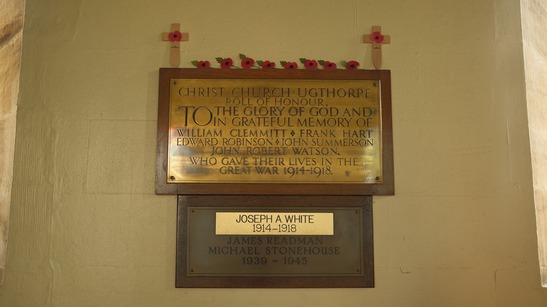 CHRIST CHURCH UGTHORPE
ROLL OF HONOUR.
TO THE GLORY OF GOD AND
IN GRATEFUL MEMORY OF
WILLIAM CLEMMITT ♦ FRANK HART
EDWARD ROBINSON ♦ JOHN SUMMERSON
JOHN ROBERT WATSON.
WHO GAVE THEIR LIVES IN THE
GREAT WAR 1914-1918.
JOSEPH A WHITE
1914-1918
JAMES READMAN
MICHAEL STONEHOUSE
1939 - 1945